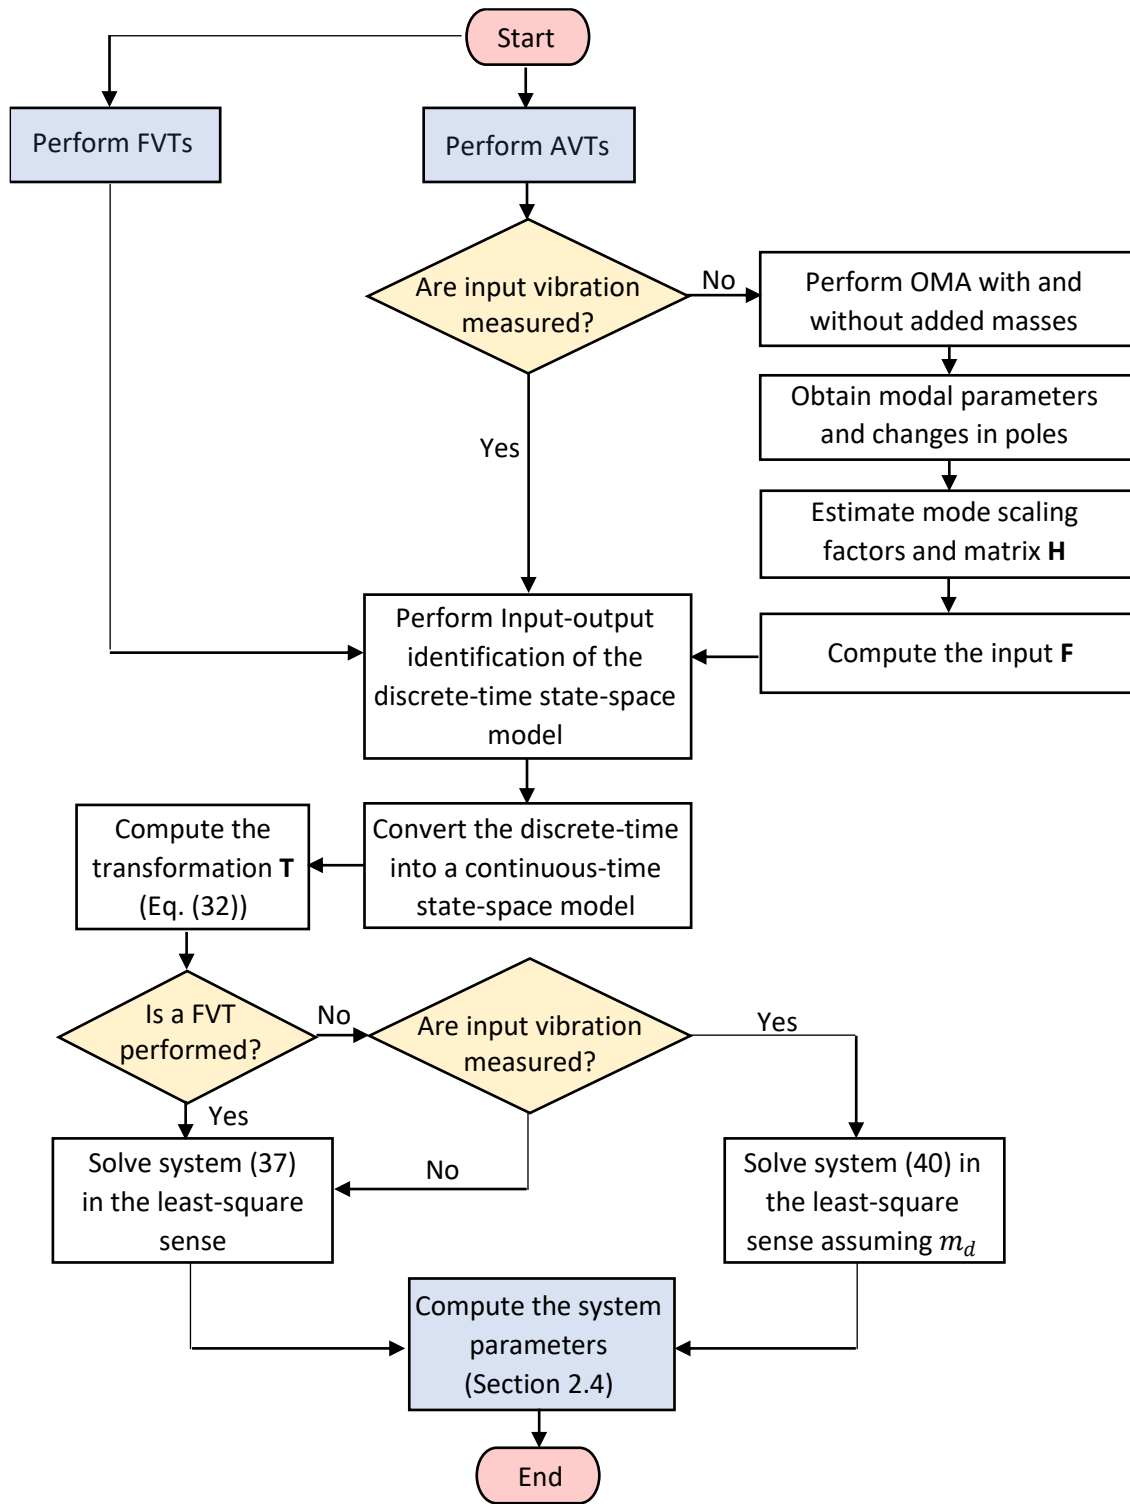 Start
Perform FVTs
Perform AVTs
Are input vibration
measured?
No
Perform OMA with and
without added masses
Obtain modal parameters
and changes in poles
Yes
Estimate mode scaling
factors and matrix H
Perform Input-output
identification of the
discrete-time state-space
model
Compute the input F
Compute the
transformation T
(Eq. (32))
Convert the discrete-time
into a continuous-time
state-space model
Is a FVT
performed?
No
Are input vibration
measured?
Yes
Yes
Solve system (37)
in the least-square
sense
No
Solve system (40) in
the least-square
sense assuming m_d
Compute the system
parameters
(Section 2.4)
End